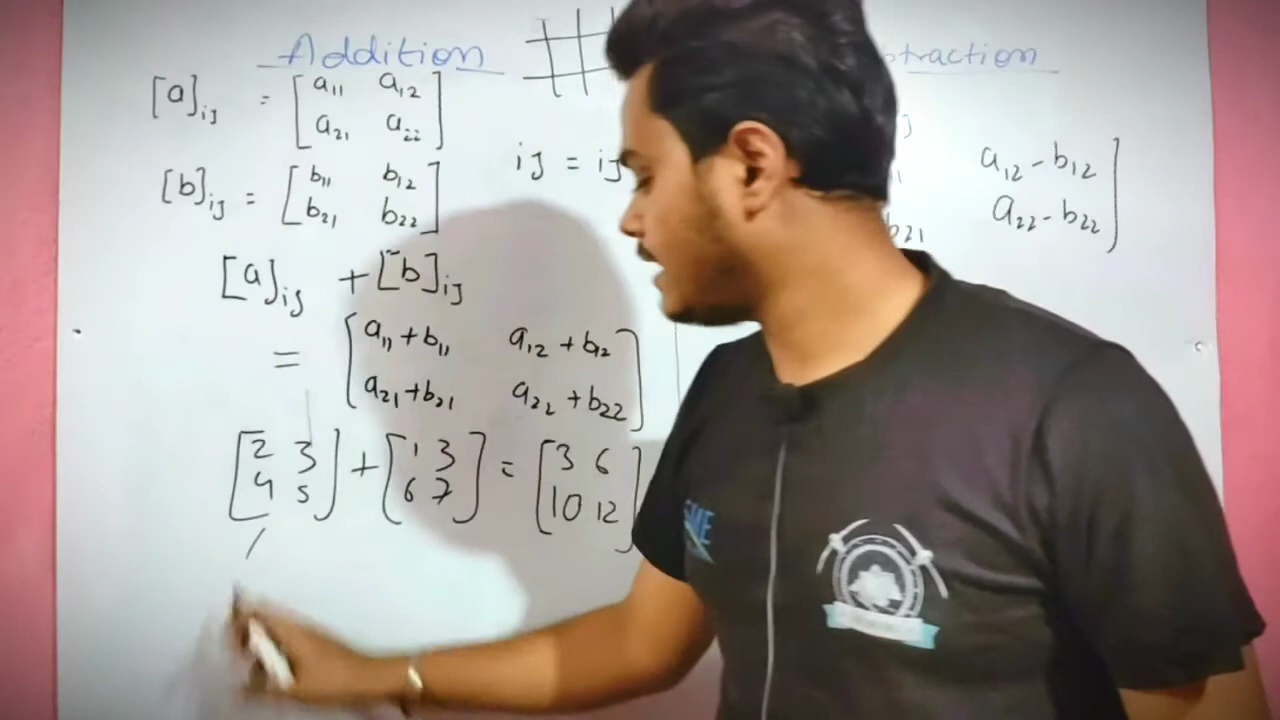 Addition
[a]ij = [a11 a12
a21 a22]
[b]ij = [b11 b12
b21 b22]
ij = ij
[a]ij + [b]ij
= [a11+b11 a12+b12
a21+b21 a22+b22]
[2 3 + [1 3 = [3 6
4 5] 6 7] 10 12]
traction
a12-b12
b21 a22-b22]